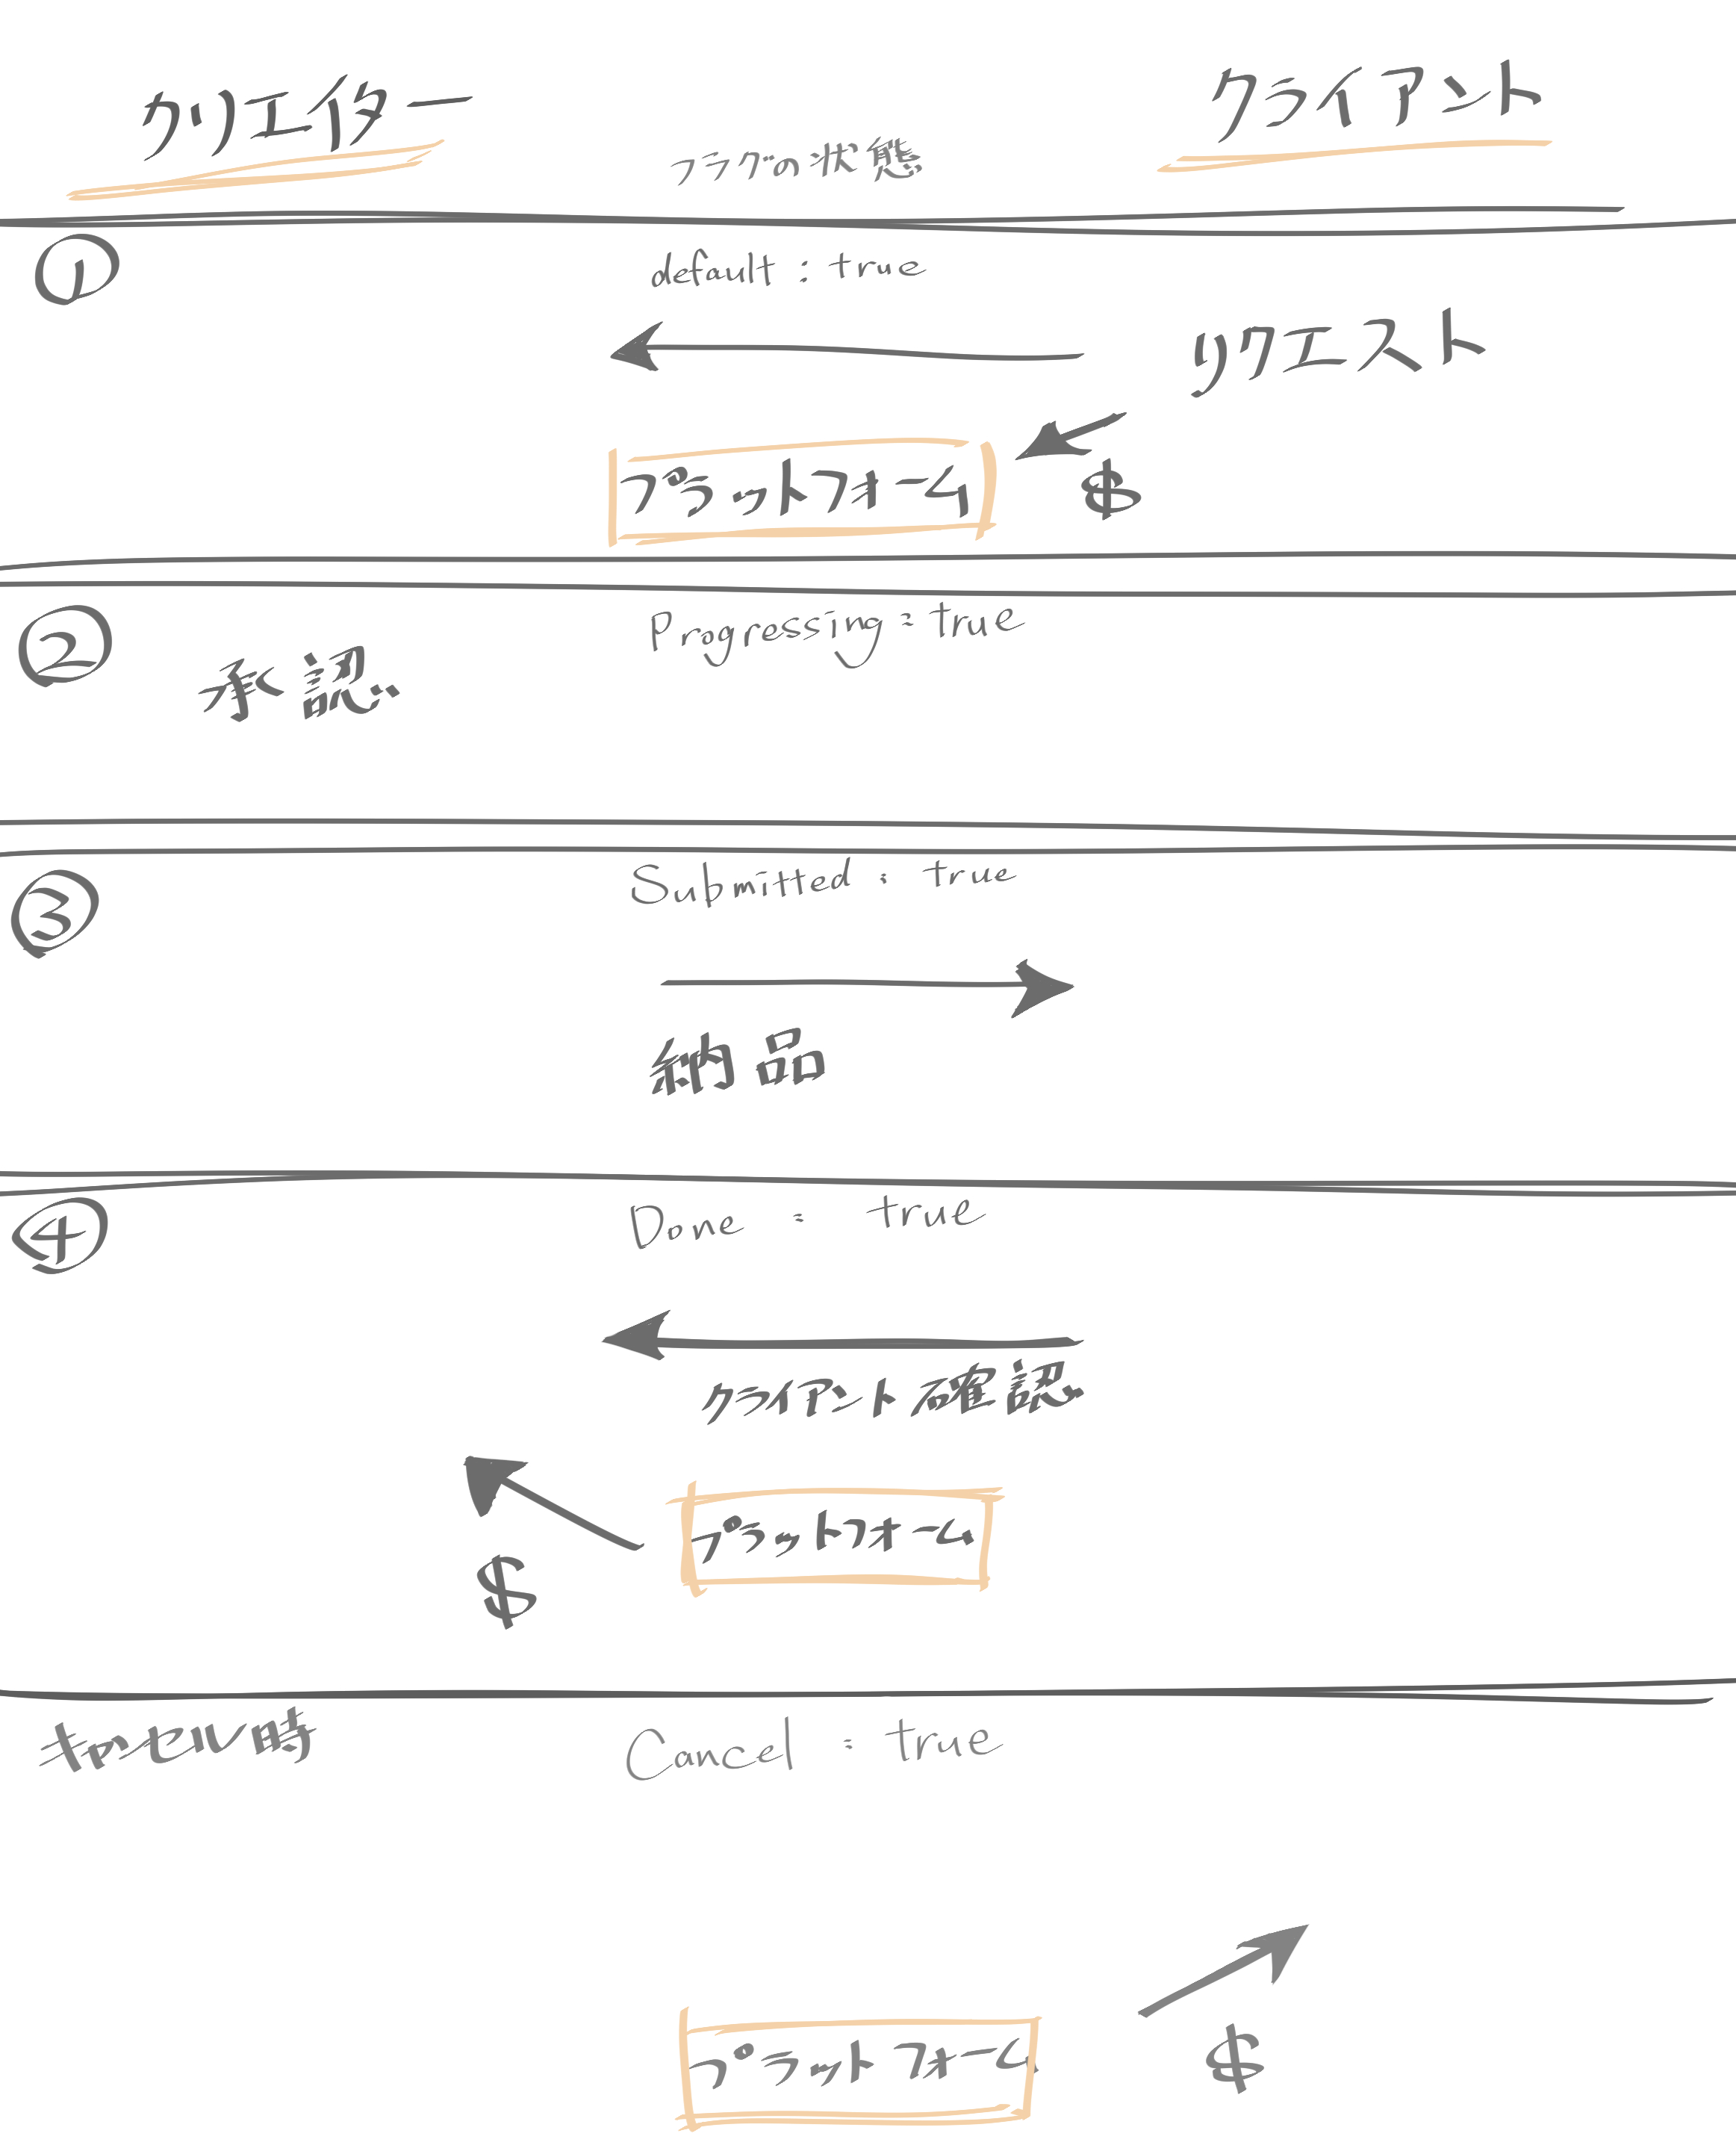 クリエイター
フラグの状態
クライアント
①
default : true
リクエスト
プラットフォーム
$
②
Progressing : true
承認
③
Submitted : true
納品
④
Done : true
クライアント確認
プラットフォーム
$
キャンセル時
Cancel : true
プラットフォーム
$